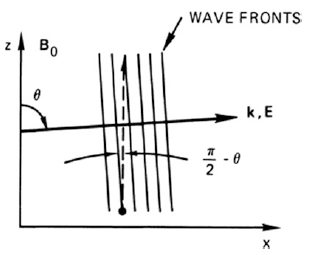 WAVE FRONTS
z B₀
θ
k, E
π/2 - θ
x